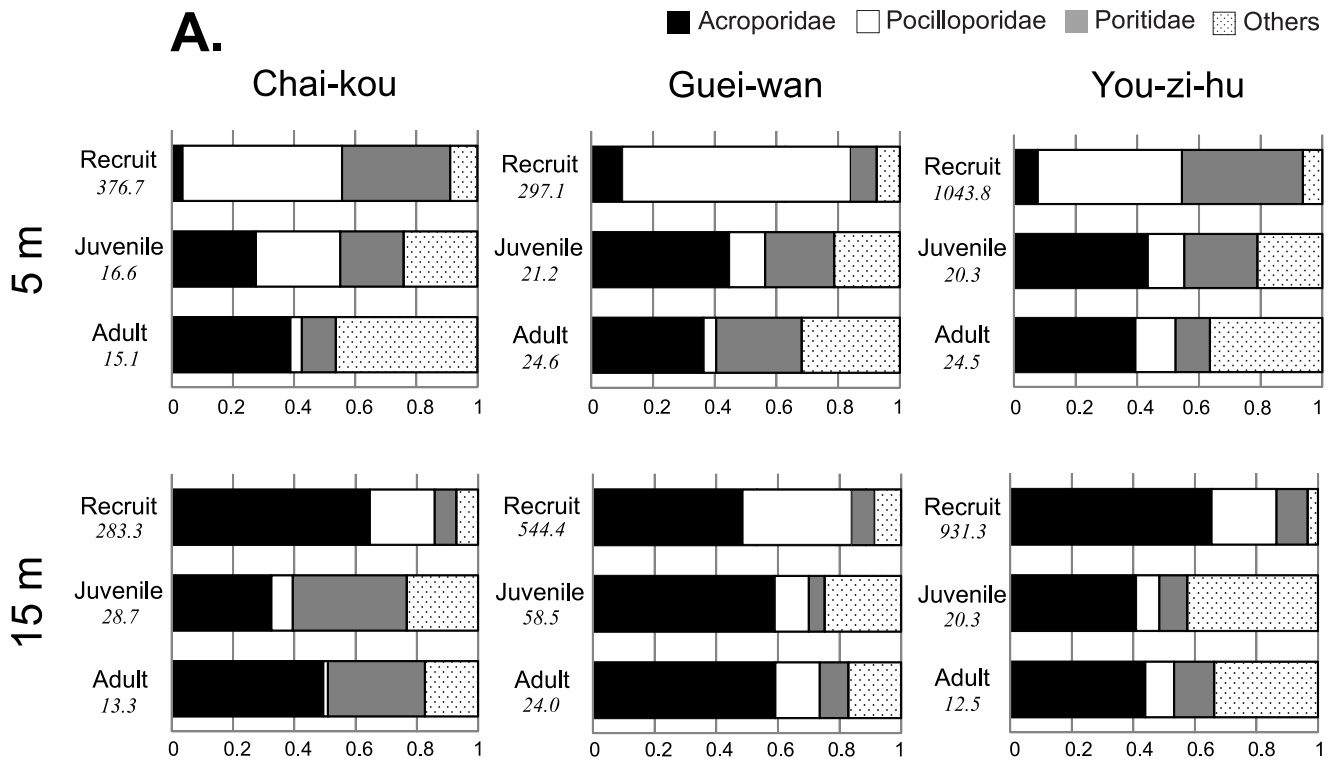 A.
Acroporidae Pocilloporidae Poritidae Others
Chai-kou Guei-wan You-zi-hu
5 m
Recruit Recruit Recruit
376.7 297.1 1043.8
Juvenile Juvenile Juvenile
16.6 21.2 20.3
Adult Adult Adult
15.1 24.6 24.5
0 0.2 0.4 0.6 0.8 1 0 0.2 0.4 0.6 0.8 1 0 0.2 0.4 0.6 0.8 1
15 m
Recruit Recruit Recruit
283.3 544.4 931.3
Juvenile Juvenile Juvenile
28.7 58.5 20.3
Adult Adult Adult
13.3 24.0 12.5
0 0.2 0.4 0.6 0.8 1 0 0.2 0.4 0.6 0.8 1 0 0.2 0.4 0.6 0.8 1